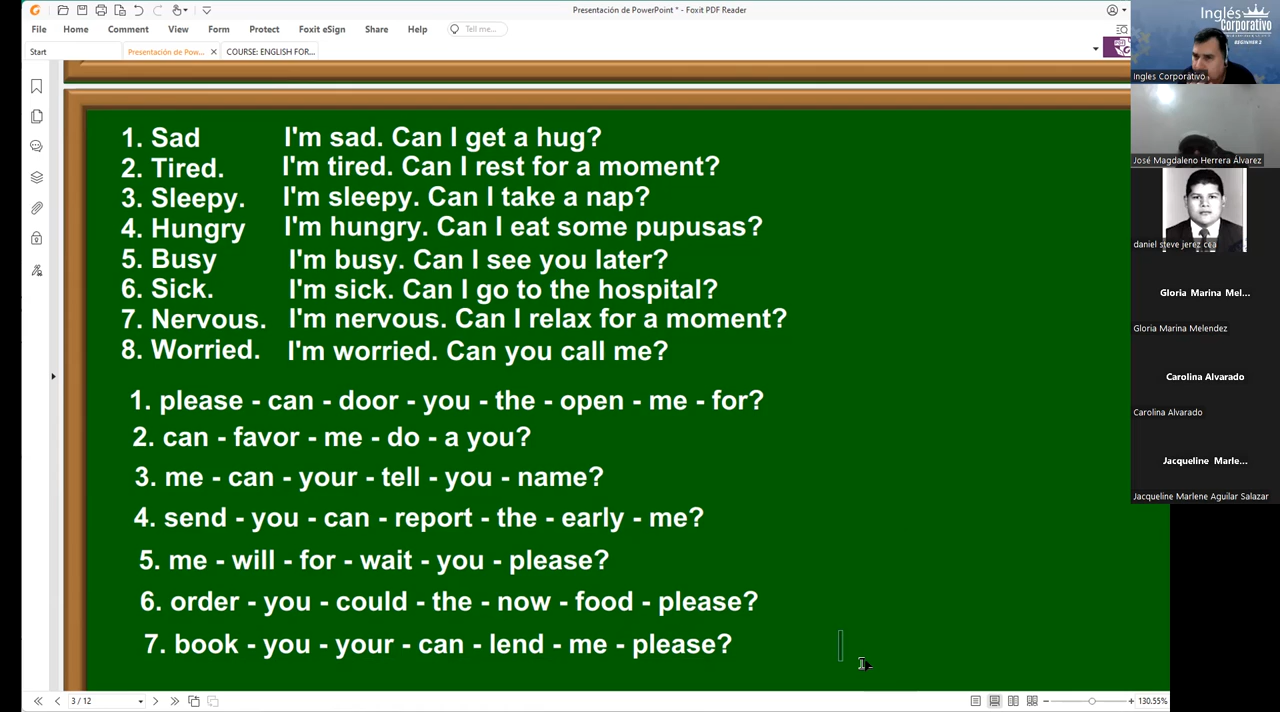 Presentación de PowerPoint * - Foxit PDF Reader
File Home Comment View Form Protect Foxit eSign Share Help Tell me...
Start Presentación de Pow... COURSE: ENGLISH FOR...
1. Sad I'm sad. Can I get a hug?
2. Tired. I'm tired. Can I rest for a moment?
3. Sleepy. I'm sleepy. Can I take a nap?
4. Hungry I'm hungry. Can I eat some pupusas?
5. Busy I'm busy. Can I see you later?
6. Sick. I'm sick. Can I go to the hospital?
7. Nervous. I'm nervous. Can I relax for a moment?
8. Worried. I'm worried. Can you call me?
1. please - can - door - you - the - open - me - for?
2. can - favor - me - do - a you?
3. me - can - your - tell - you - name?
4. send - you - can - report - the - early - me?
5. me - will - for - wait - you - please?
6. order - you - could - the - now - food - please?
7. book - you - your - can - lend - me - please?
3 / 12
130.55%
Inglés
Corporativo
BEGINNER 2
Ingles Corporativo
José Magdaleno Herrera Álvarez
daniel steve jerez cea
Gloria Marina Mel...
Gloria Marina Melendez
Carolina Alvarado
Carolina Alvarado
Jacqueline Marle...
Jacqueline Marlene Aguilar Salazar